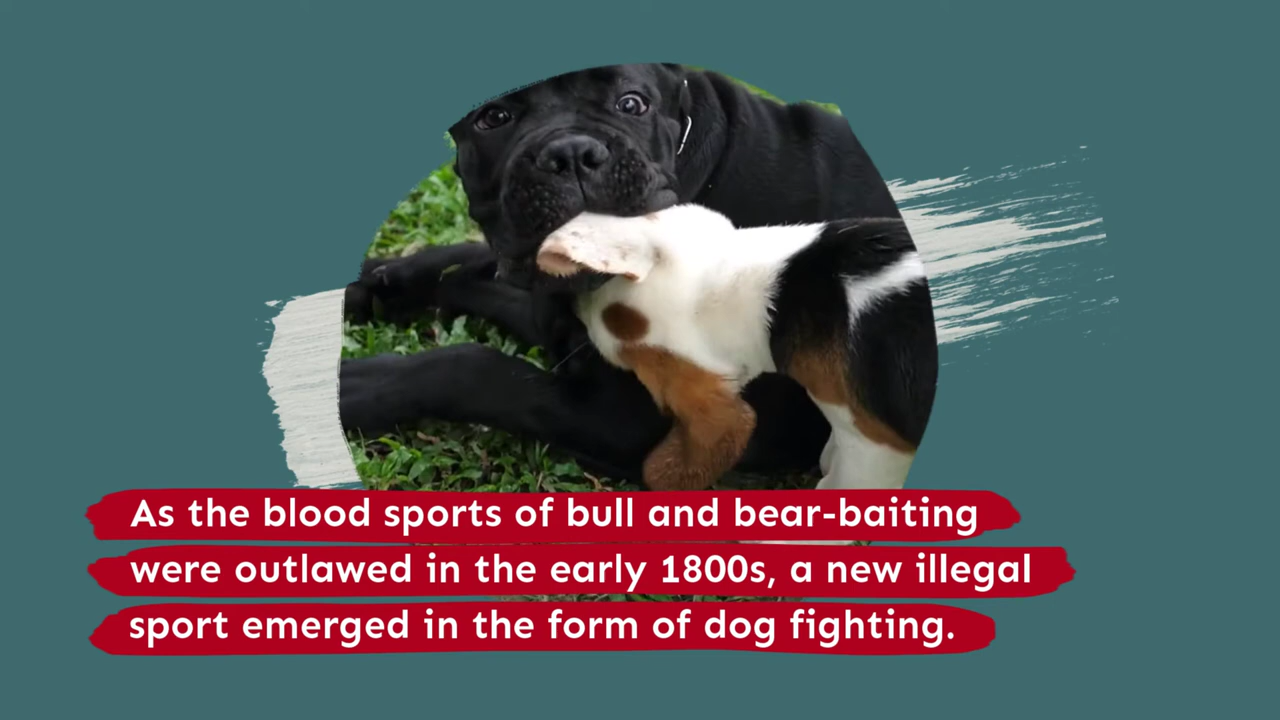 As the blood sports of bull and bear-baiting
were outlawed in the early 1800s, a new illegal
sport emerged in the form of dog fighting.